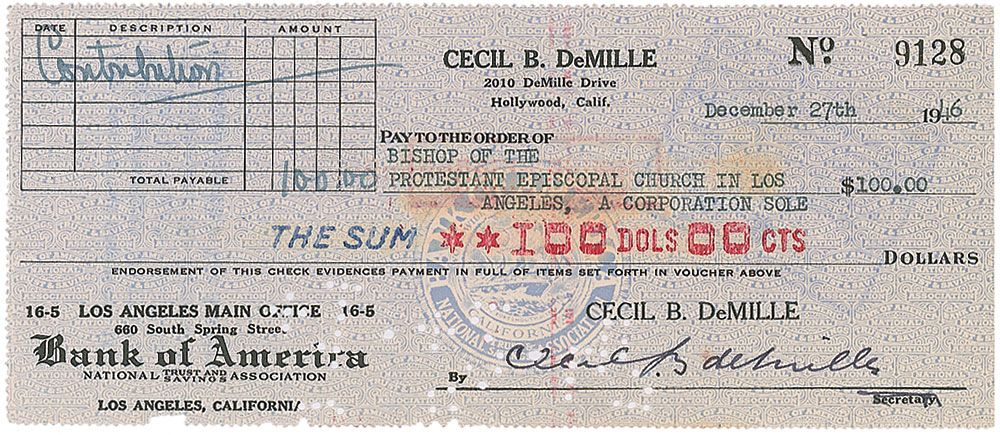 DATE DESCRIPTION AMOUNT
Contribution
TOTAL PAYABLE 100.00
CECIL B. DeMILLE
2010 DeMille Drive
Hollywood, Calif.
Nº 9128
December 27th 1946
PAY TO THE ORDER OF
BISHOP OF THE
PROTESTANT EPISCOPAL CHURCH IN LOS $100.00
ANGELES, A CORPORATION SOLE
THE SUM **100 DOLS 00 CTS
DOLLARS
ENDORSEMENT OF THIS CHECK EVIDENCES PAYMENT IN FULL OF ITEMS SET FORTH IN VOUCHER ABOVE
16-5 LOS ANGELES MAIN OFFICE 16-5
660 South Spring Street
Bank of America
NATIONAL TRUST AND SAVINGS ASSOCIATION
LOS ANGELES, CALIFORNIA
CALIFORNIA
NATIONAL ASSOCIATION
CECIL B. DeMILLE
By Cecil B deMille
Secretary